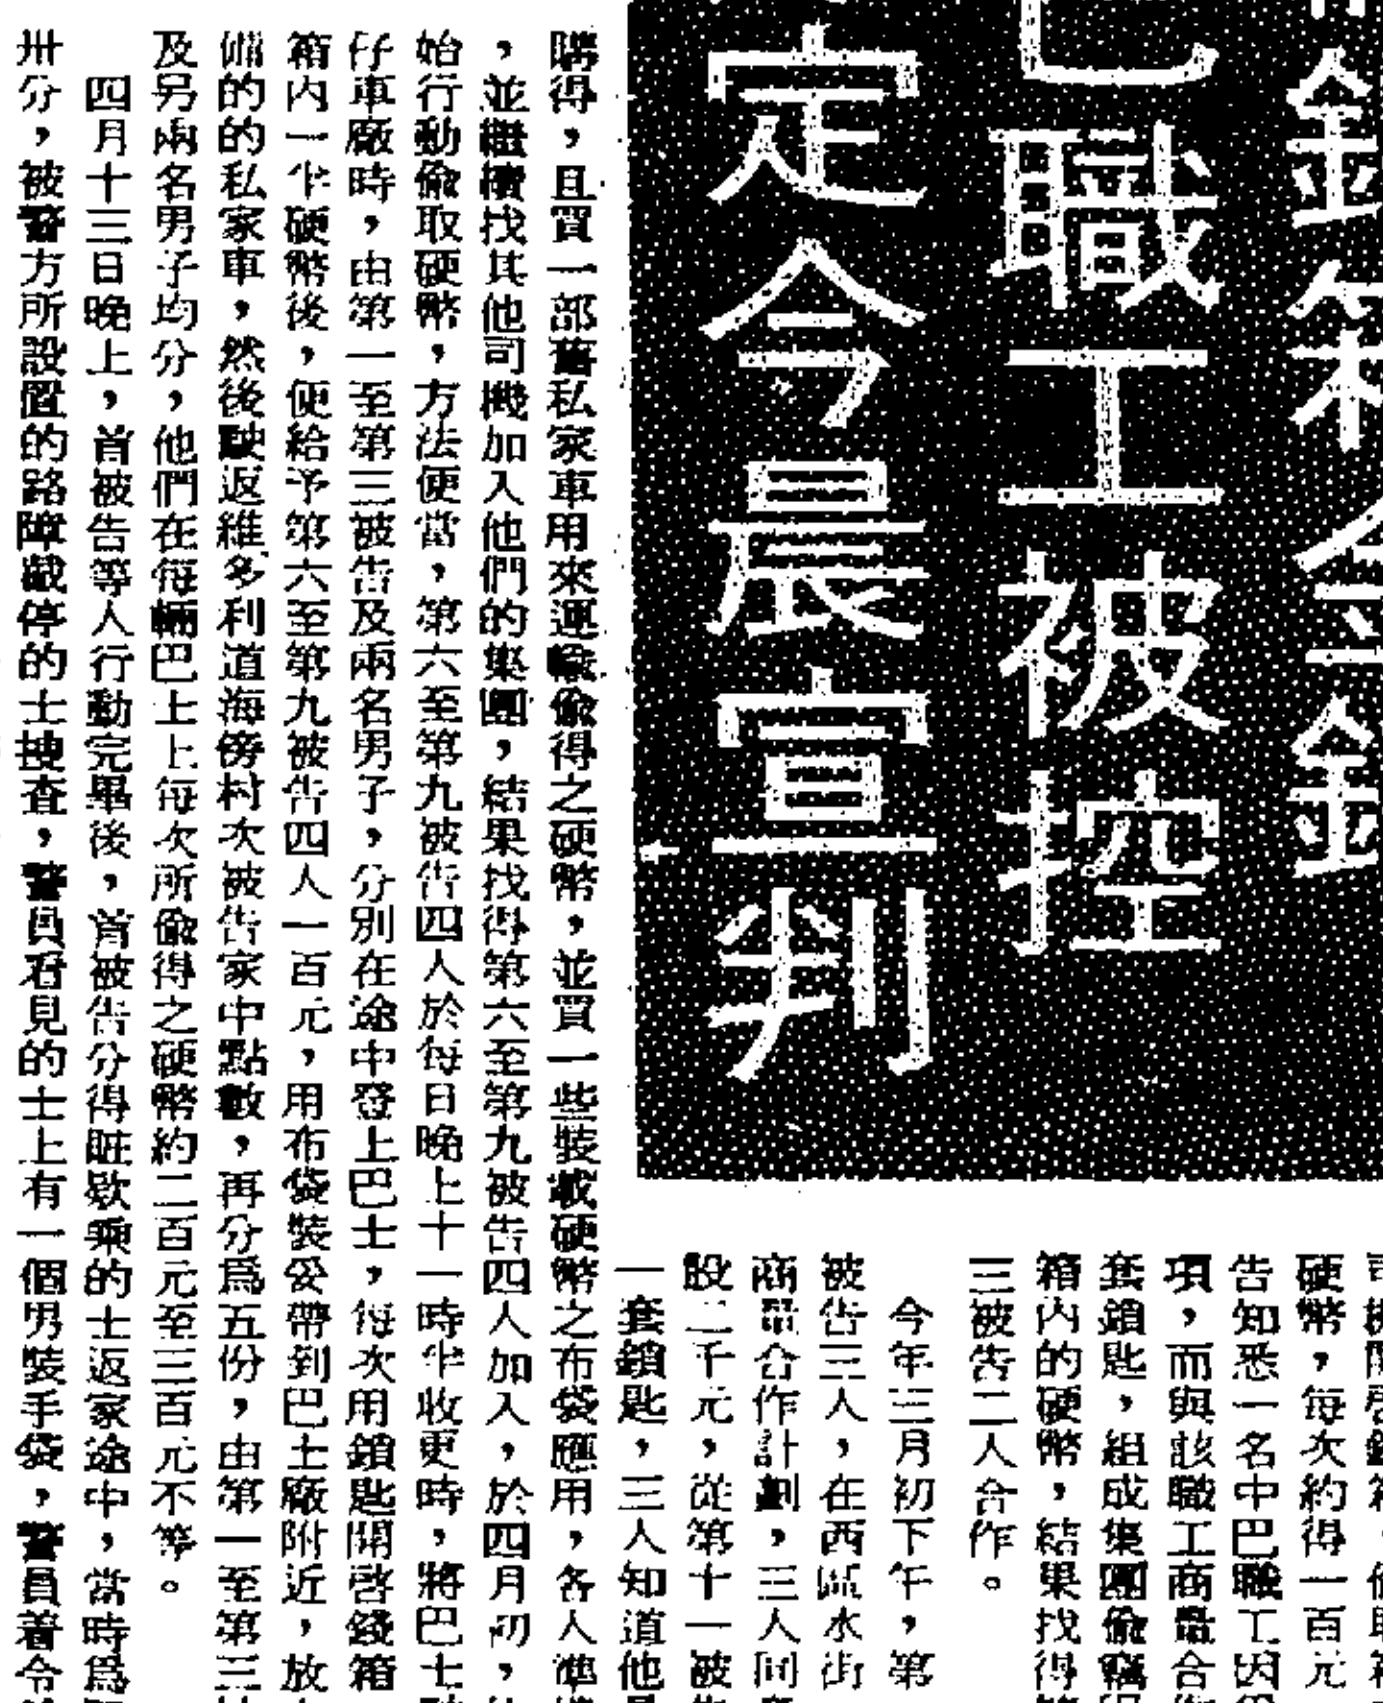 巴職工被控
定今晨宣判
硬幣，每次約得一百元
告知悉一名中巴職工因
項，而與該職工商量合
套鎖匙，組成集團偷竊
箱內的硬幣，結果找得
三被告二人合作。
今年三月初下午，第
被告三人，在西區水街
商量合作計劃，三人同意
股二千元，從第十一被
一套鎖匙，三人知道他
購得，且買一部舊私家車用來運輸偷得之硬幣，並買一些裝載硬幣之布袋應用，各人準
，並繼續找其他司機加入他們的集團，結果找得第六至第九被告四人加入，於四月初，
始行動偷取硬幣，方法便當，第六至第九被告四人於每日晚上十一時半收更時，將巴士
仔車廠時，由第一至第三被告及兩名男子，分別在途中登上巴士，每次用鎖匙開啓錢箱
箱內一半硬幣後，便給予第六至第九被告四人一百元，用布袋裝妥帶到巴士廠附近，放
備的的私家車，然後駛返維多利道海傍村次被告家中點數，再分爲五份，由第一至第三
及另兩名男子均分，他們在每輛巴士上每次所偷得之硬幣約二百元至三百元不等。
四月十三日晚上，首被告等人行動完畢後，首被告分得賍欵乘的士返家途中，當時爲
卅分，被警方所設置的路障截停的士搜查，警員看見的士上有一個男裝手袋，警員着令